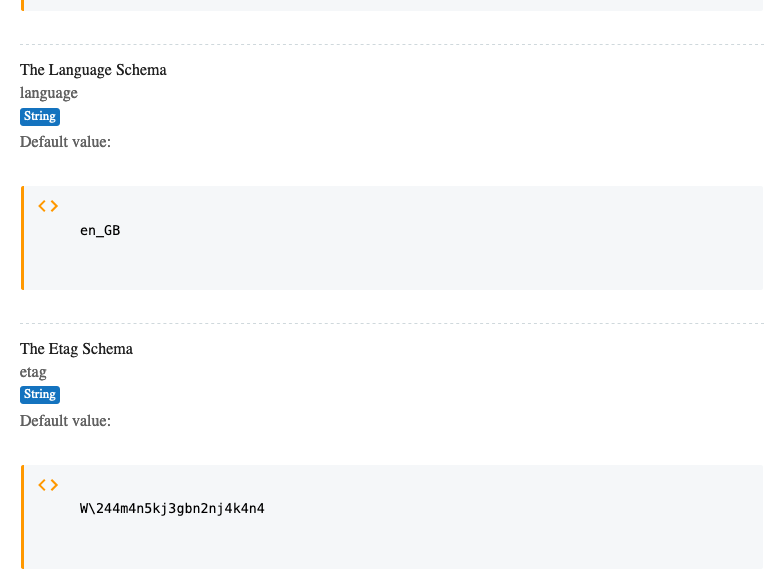 The Language Schema
language
String
Default value:
<>
en_GB
The Etag Schema
etag
String
Default value:
<>
W\244m4n5kj3gbn2nj4k4n4